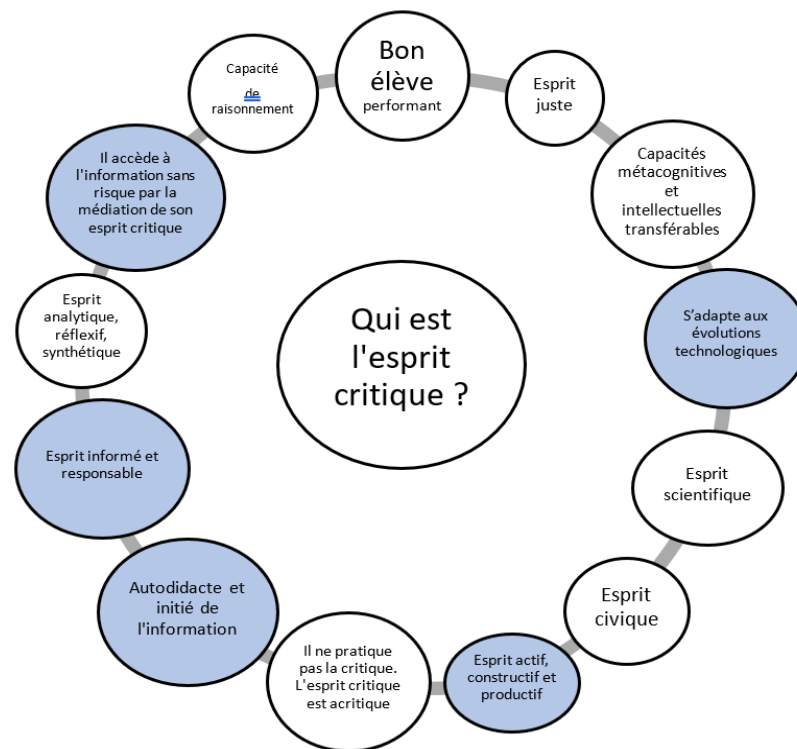 Qui est
l'esprit
critique ?
Bon
élève
performant
Esprit
juste
Capacités
métacognitives
et
intellectuelles
transférables
S'adapte aux
évolutions
technologiques
Esprit
scientifique
Esprit
civique
Esprit actif,
constructif et
productif
Il ne pratique
pas la critique.
L'esprit critique
est acritique
Autodidacte et
initié de
l'information
Esprit informé et
responsable
Esprit
analytique,
réflexif,
synthétique
Il accède à
l'information sans
risque par la
médiation de son
esprit critique
Capacité
de
raisonnement